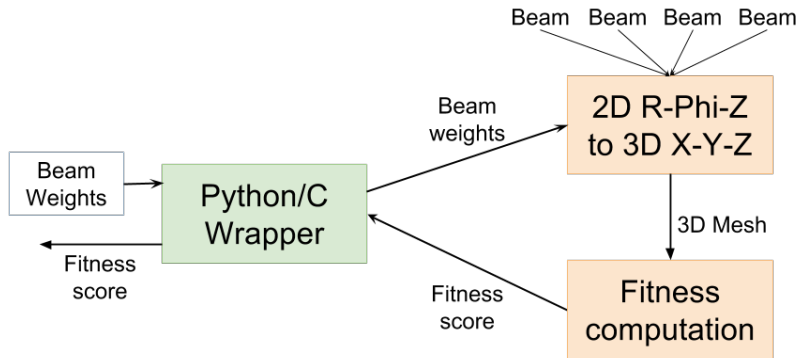 Beam Beam Beam Beam
2D R-Phi-Z
to 3D X-Y-Z
Beam
weights
Beam
Weights
Python/C
Wrapper
3D Mesh
Fitness
score
Fitness
score
Fitness
computation